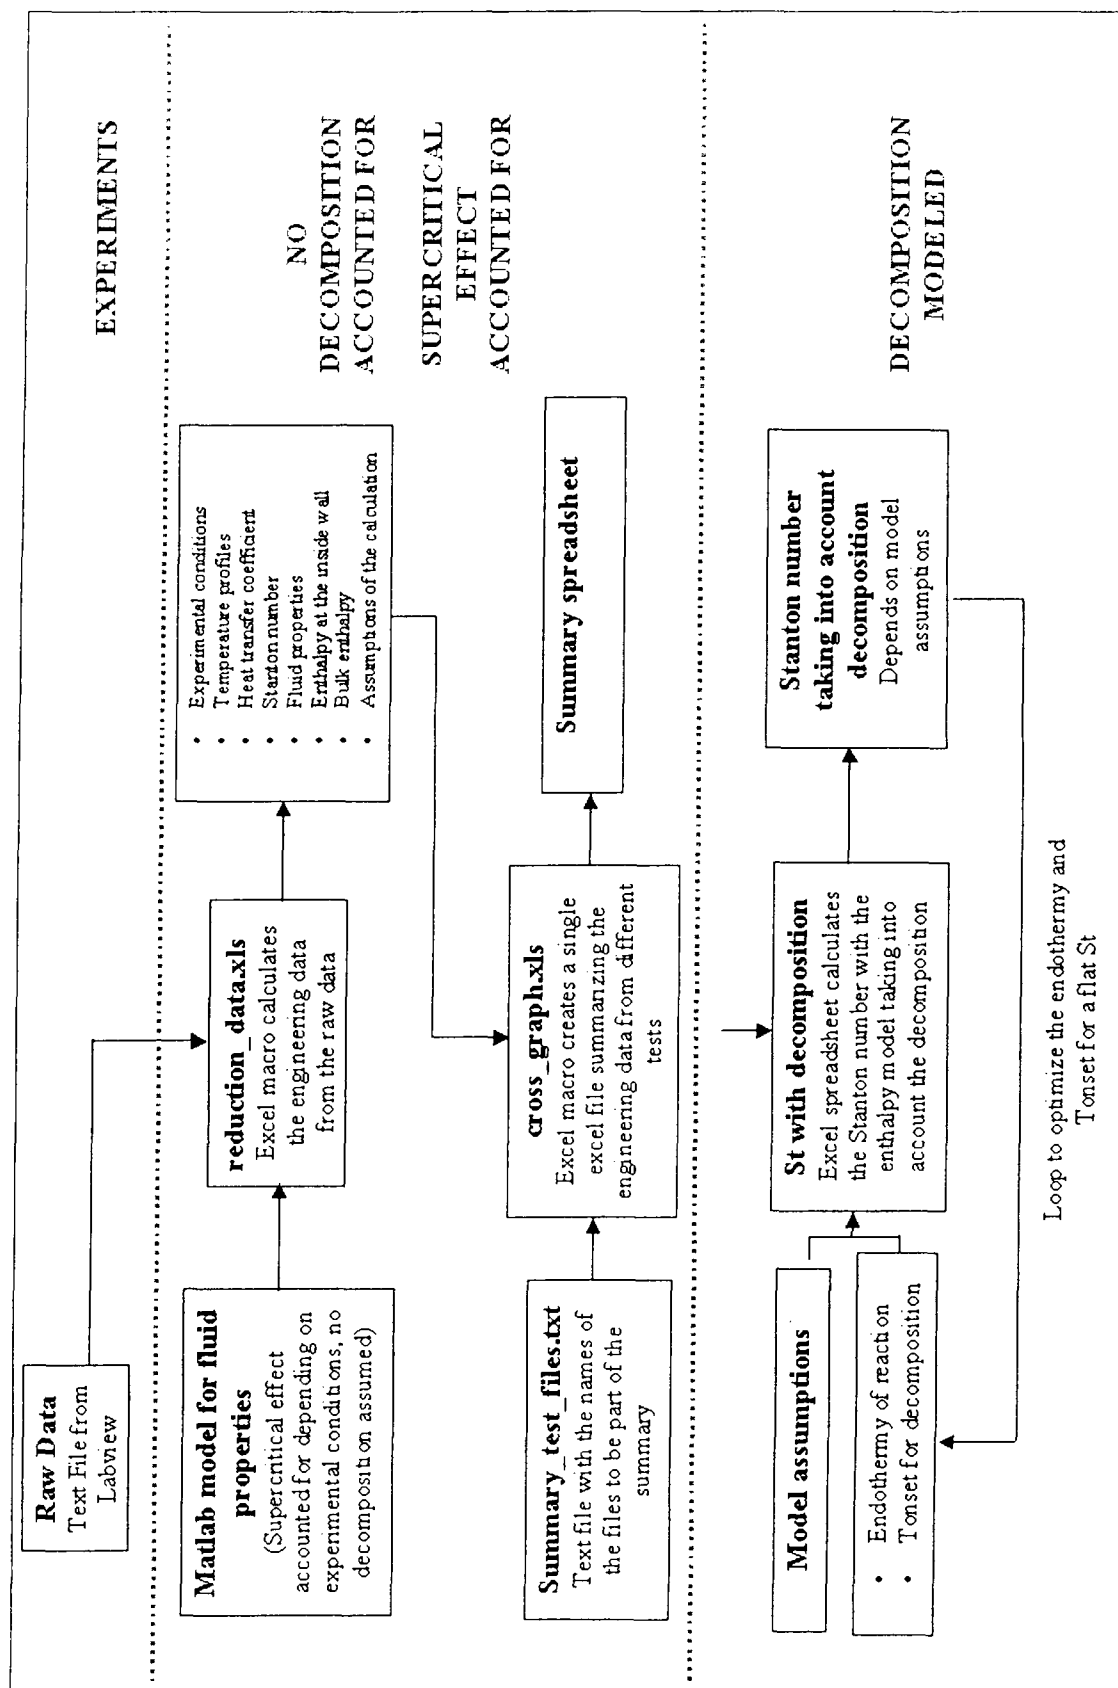 Raw Data
Text File from
Labview
EXPERIMENTS
Matlab model for fluid
properties
(Supercritical effect
accounted for depending on
experimental conditions, no
decomposition assumed)
reduction_data.xls
Excel macro calculates
the engineering data
from the raw data
• Experimental conditions
• Temperature profiles
• Heat transfer coefficient
• Stanton number
• Fluid properties
• Enthalpy at the inside wall
• Bulk enthalpy
• Assumptions of the calculation
NO
DECOMPOSITION
ACCOUNTED FOR
SUPERCRITICAL
EFFECT
ACCOUNTED FOR
Summary_test_files.txt
Text file with the names of
the files to be part of the
summary
cross_graph.xls
Excel macro creates a single
excel file summarizing the
engineering data from different
tests
Summary spreadsheet
Model assumptions
• Endothermy of reaction
• Tonset for decomposition
St with decomposition
Excel spreadsheet calculates
the Stanton number with the
enthalpy model taking into
account the decomposition
Stanton number
taking into account
decomposition
Depends on model
assumptions
DECOMPOSITION
MODELED
Loop to optimize the endothermy and
Tonset for a flat St